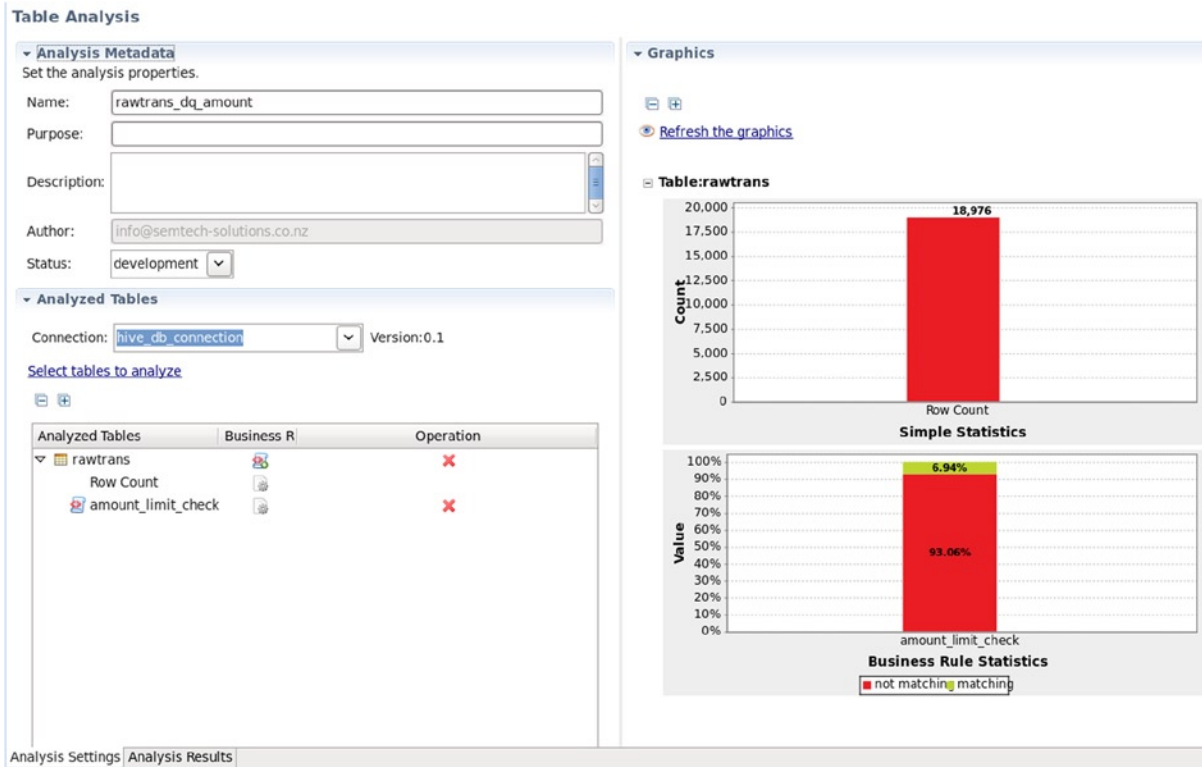 Table Analysis
Analysis Metadata
Set the analysis properties.
Name: rawtrans_dq_amount
Purpose:
Description:
Author: info@semtech-solutions.co.nz
Status: development
Analyzed Tables
Connection: hive_db_connection Version:0.1
Select tables to analyze
Analyzed Tables Business R Operation
rawtrans
Row Count
amount_limit_check
Analysis Settings Analysis Results
Graphics
Refresh the graphics
Table:rawtrans
20,000
18,976
17,500
15,000
12,500
10,000
7,500
5,000
2,500
0
Count
Row Count
Simple Statistics
100%
6.94%
90%
80%
70%
60%
50%
93.06%
40%
30%
20%
10%
0%
Value
amount_limit_check
Business Rule Statistics
not matching matching